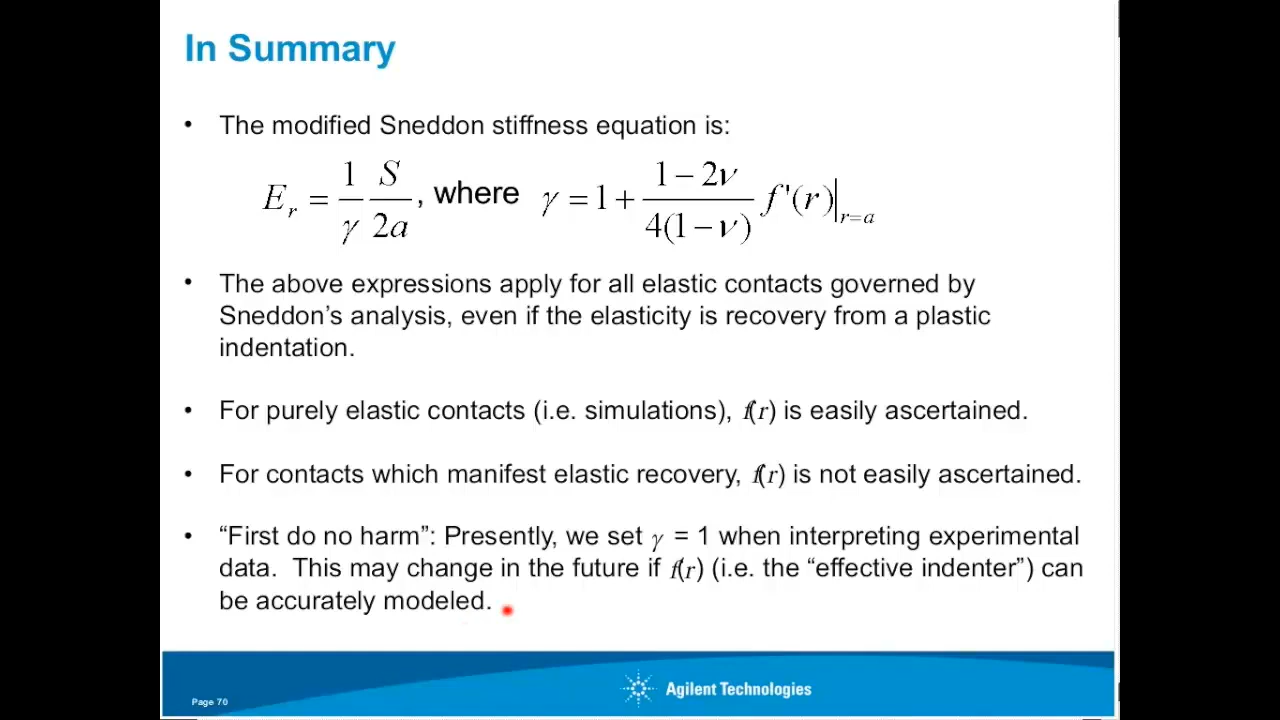 In Summary
• The modified Sneddon stiffness equation is:
E_r = \frac{1}{γ} \frac{S}{2a}, where γ = 1 + \frac{1 − 2ν}{4(1 − ν)} f'(r)|_{r=a}
• The above expressions apply for all elastic contacts governed by
Sneddon’s analysis, even if the elasticity is recovery from a plastic
indentation.
• For purely elastic contacts (i.e. simulations), f(r) is easily ascertained.
• For contacts which manifest elastic recovery, f(r) is not easily ascertained.
• “First do no harm”: Presently, we set γ = 1 when interpreting experimental
data. This may change in the future if f(r) (i.e. the “effective indenter”) can
be accurately modeled.
Page 70
Agilent Technologies